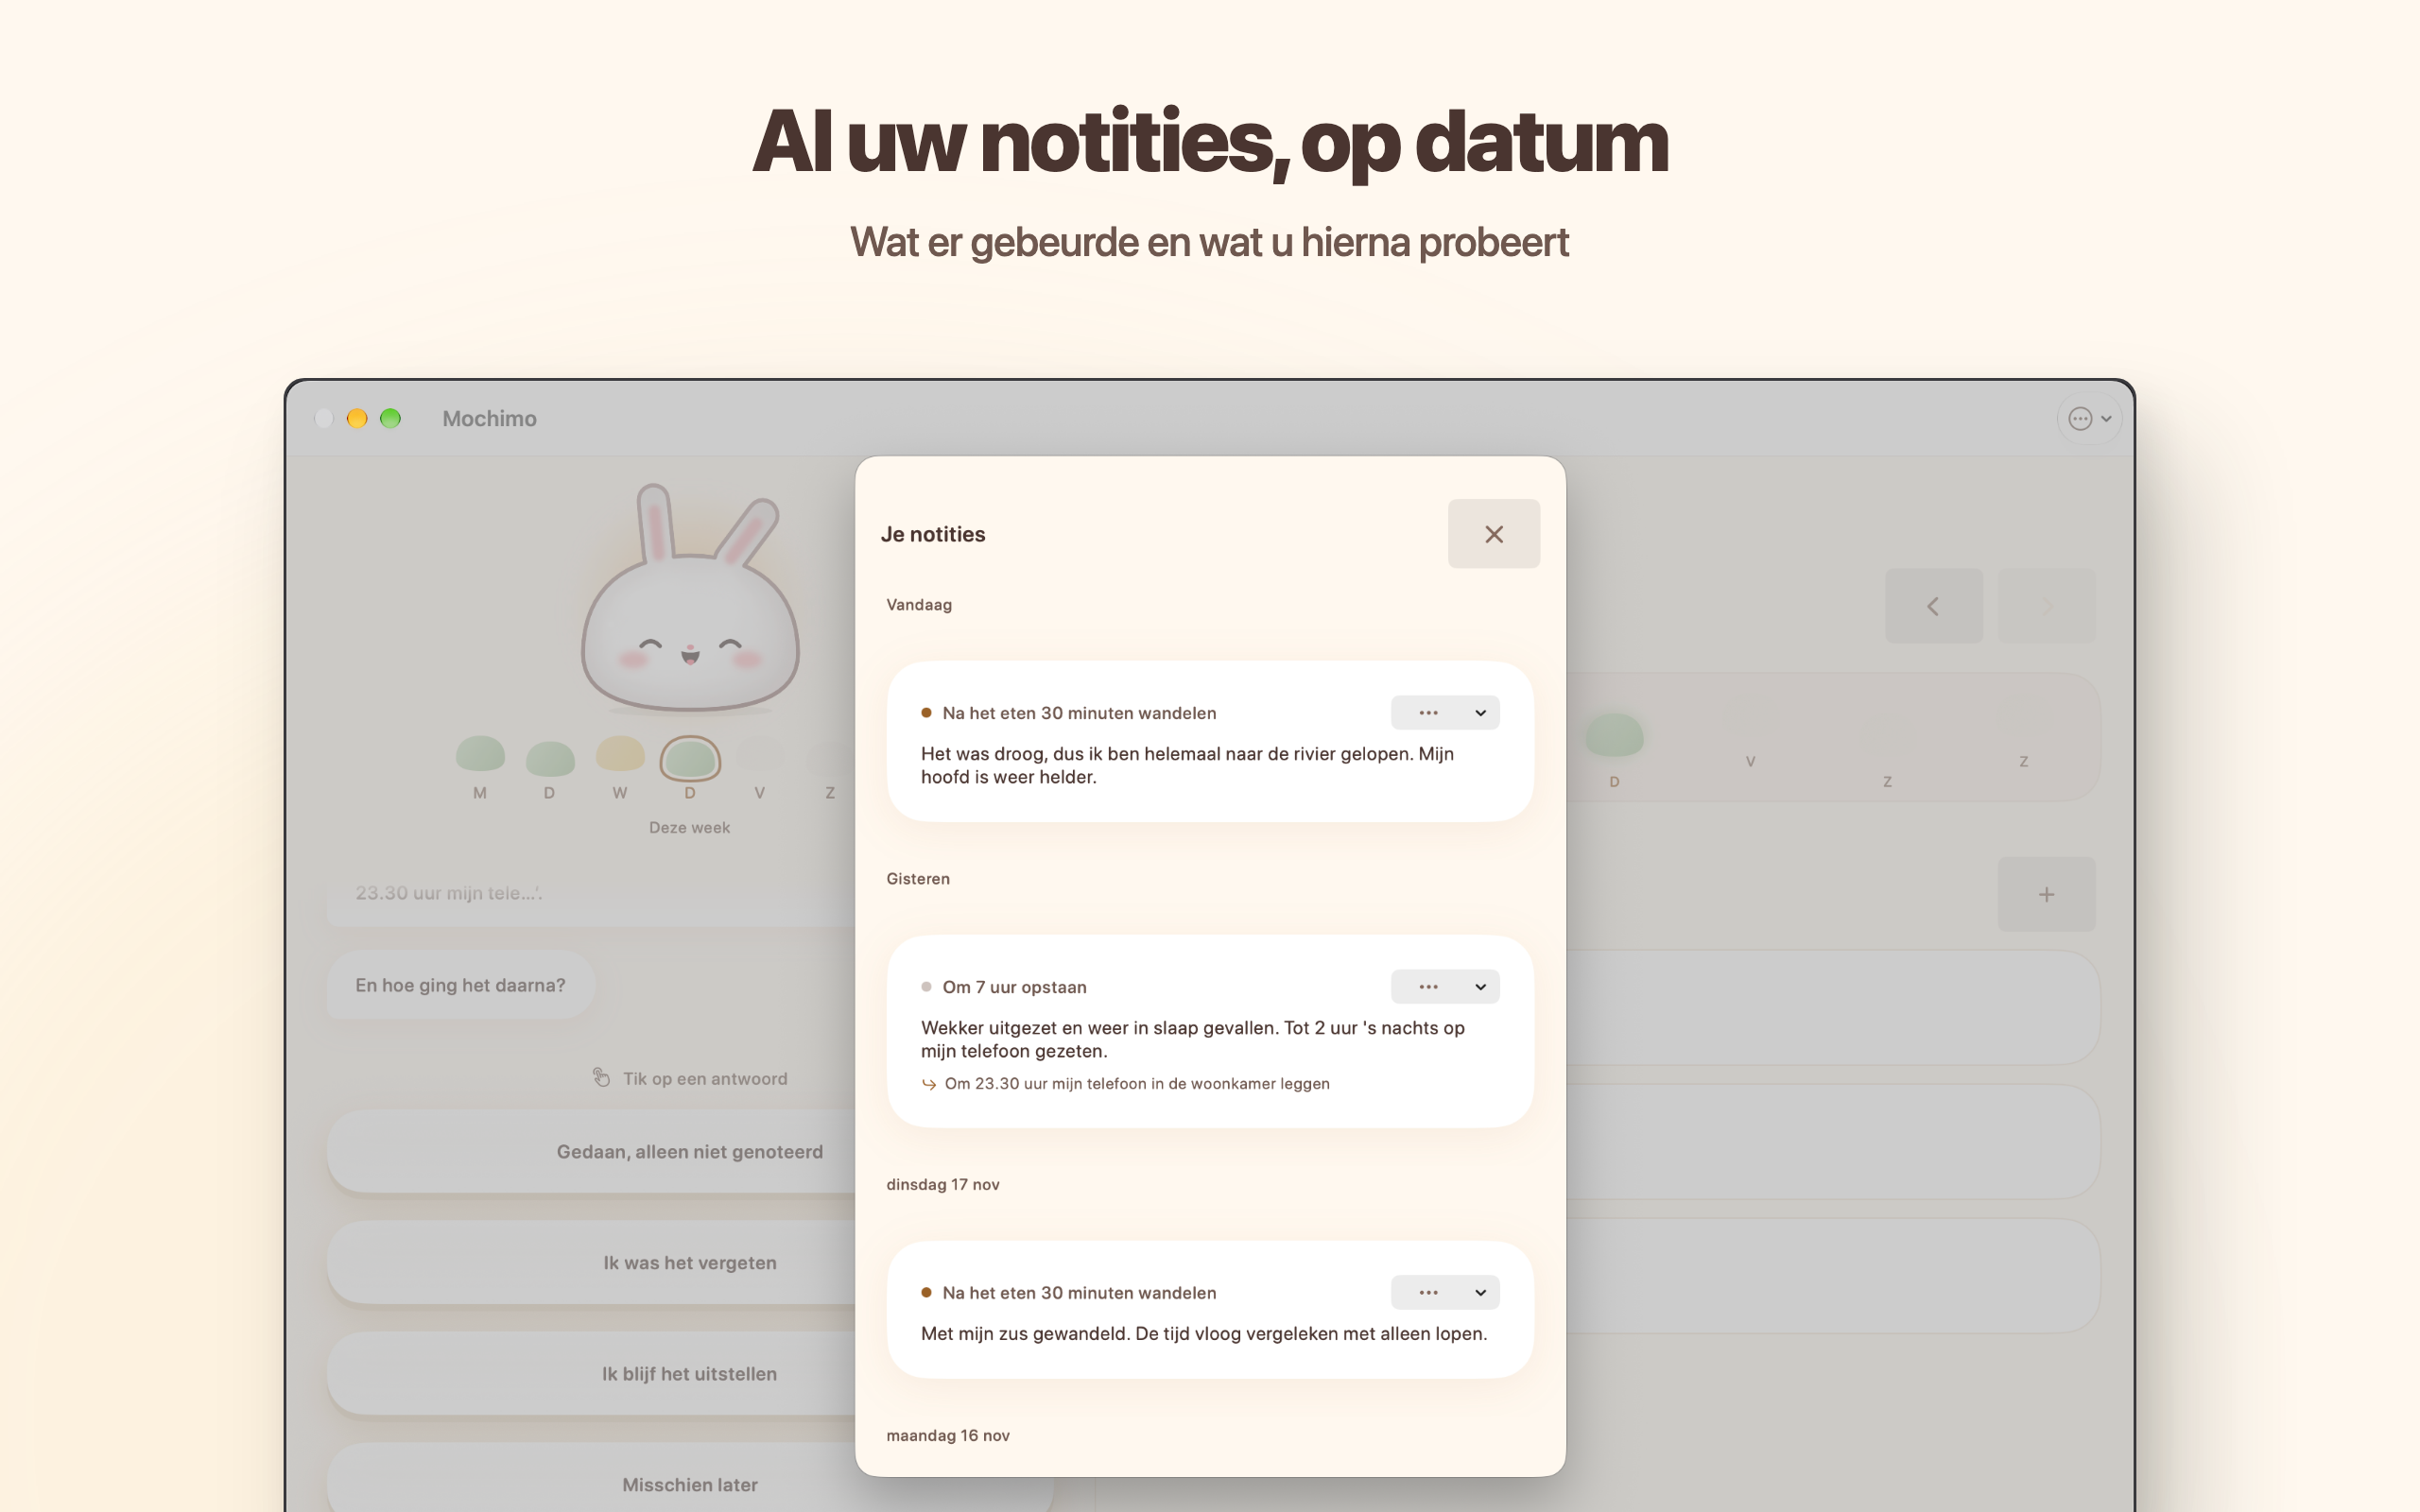 Al uw notities, op datum
Wat er gebeurde en wat u hierna probeert
Mochimo
M D W D V Z
Deze week
23.30 uur mijn tele...'.
En hoe ging het daarna?
Tik op een antwoord
Gedaan, alleen niet genoteerd
Ik was het vergeten
Ik blijf het uitstellen
Misschien later
Je notities
Vandaag
Na het eten 30 minuten wandelen
Het was droog, dus ik ben helemaal naar de rivier gelopen. Mijn
hoofd is weer helder.
Gisteren
Om 7 uur opstaan
Wekker uitgezet en weer in slaap gevallen. Tot 2 uur 's nachts op
mijn telefoon gezeten.
Om 23.30 uur mijn telefoon in de woonkamer leggen
dinsdag 17 nov
Na het eten 30 minuten wandelen
Met mijn zus gewandeld. De tijd vloog vergeleken met alleen lopen.
maandag 16 nov
D V Z Z